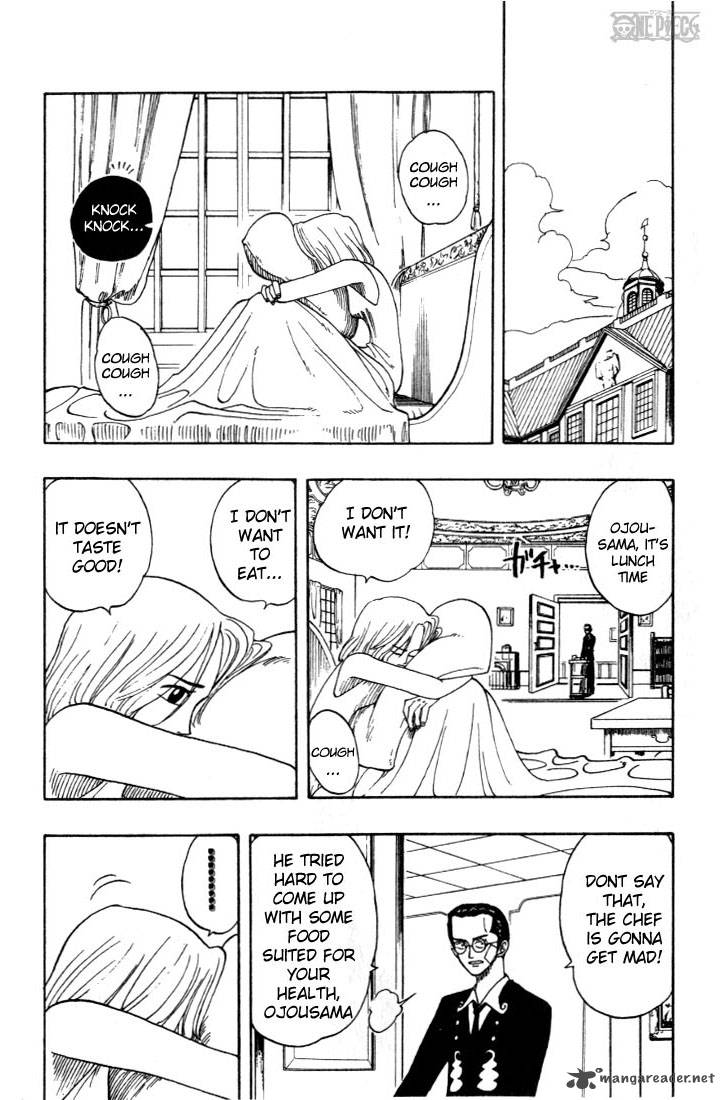 ONE PIECE
COUGH
COUGH
...
KNOCK
KNOCK...
COUGH
COUGH
...
OJOU-
SAMA, IT'S
LUNCH
TIME
ガチャ...
I DON'T
WANT IT!
COUGH
...
I DON'T
WANT
TO
EAT...
IT DOESN'T
TASTE
GOOD!
DONT SAY
THAT,
THE CHEF
IS GONNA
GET MAD!
HE TRIED
HARD TO
COME UP
WITH SOME
FOOD
SUITED FOR
YOUR
HEALTH,
OJOUSAMA
.........
mangareader.net